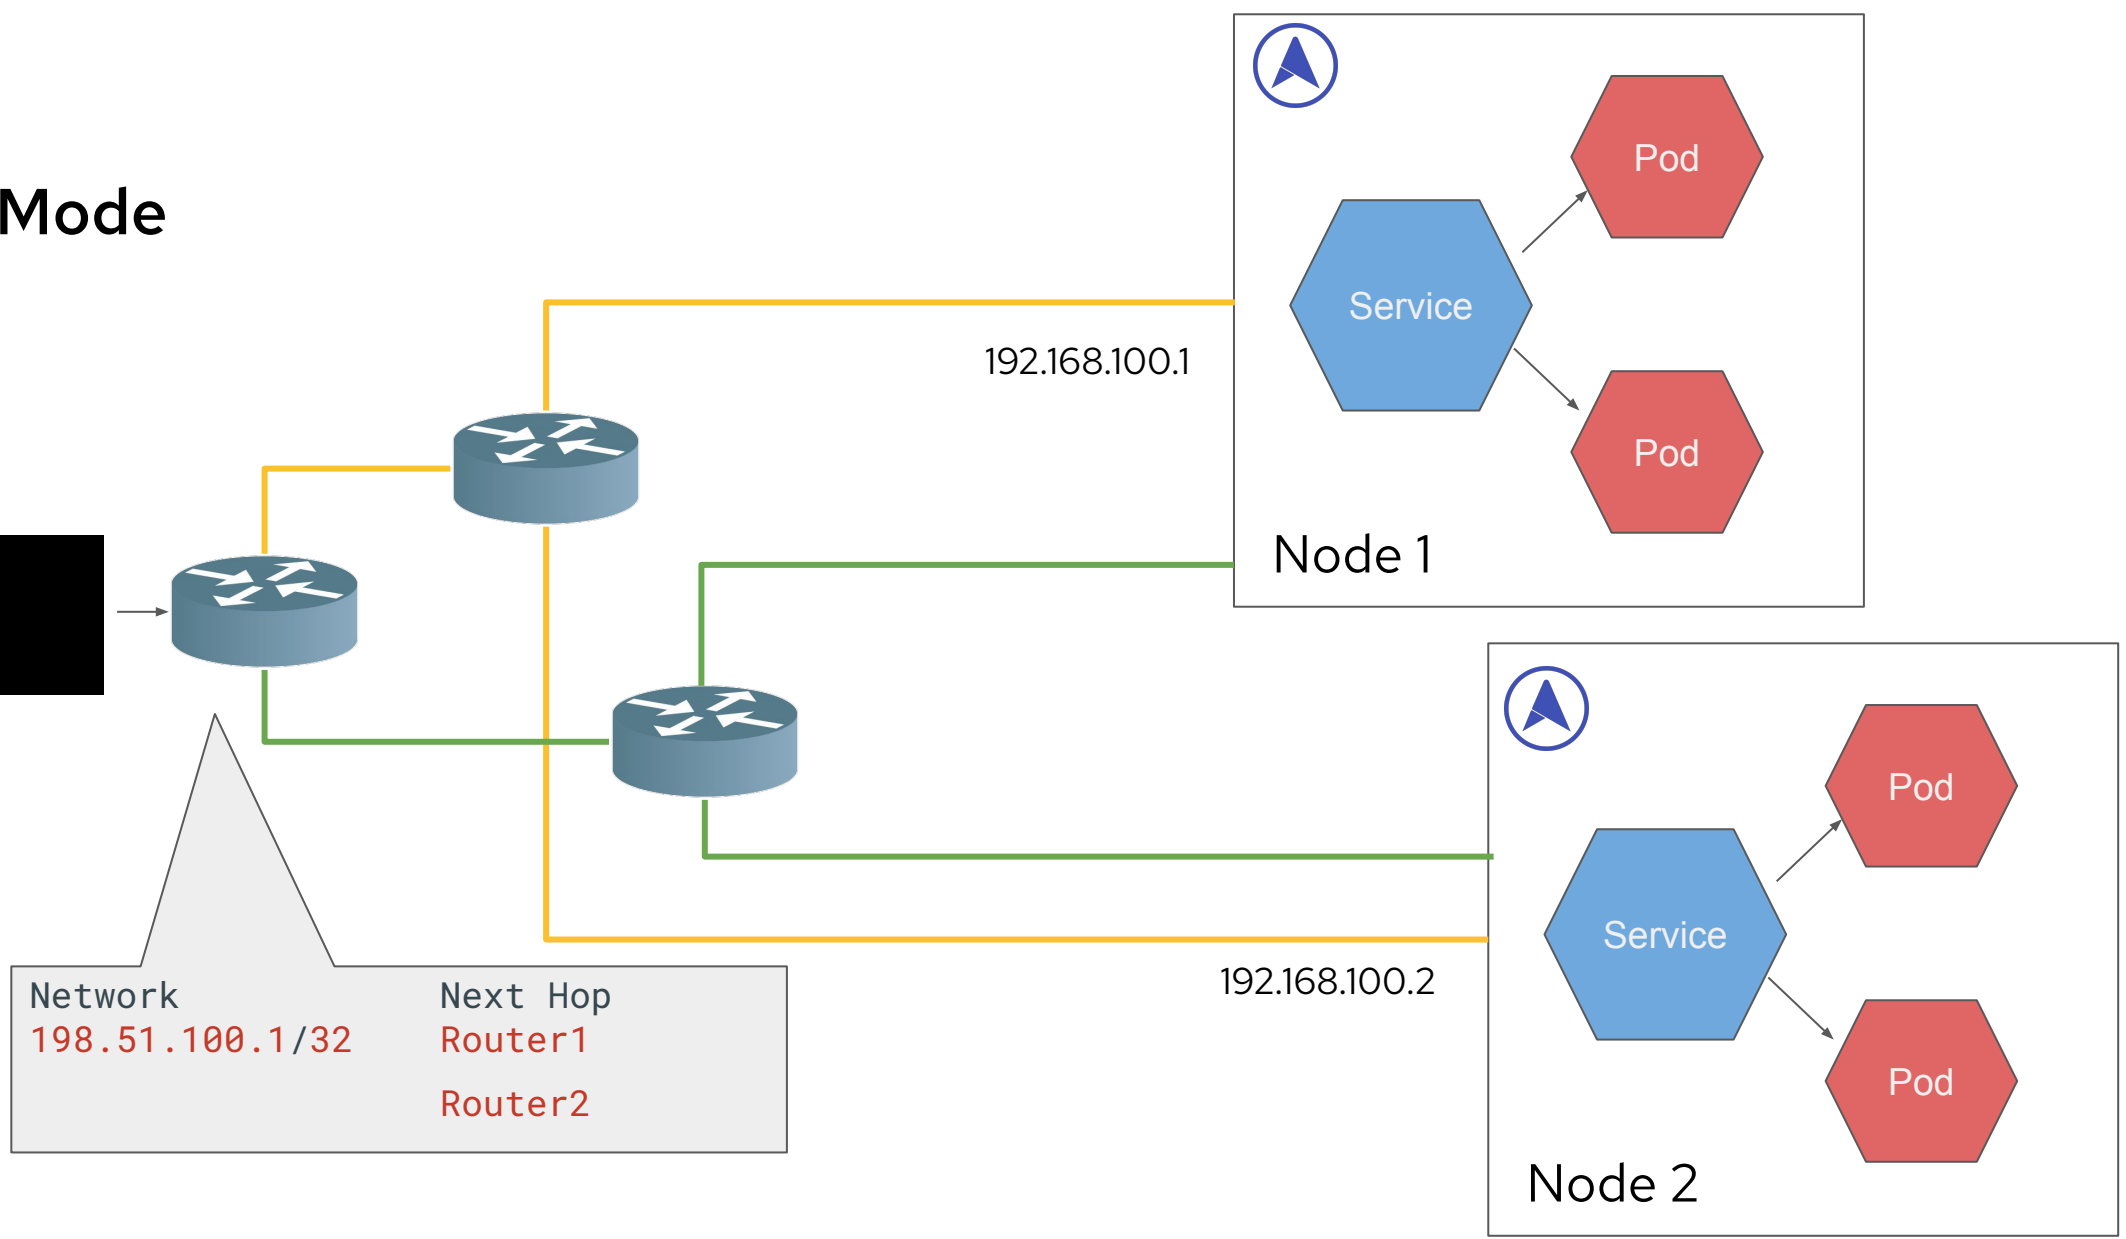 Mode
Pod
Service
192.168.100.1
Pod
Node 1
Pod
Service
192.168.100.2
Pod
Node 2
Network Next Hop
198.51.100.1/32 Router1
Router2